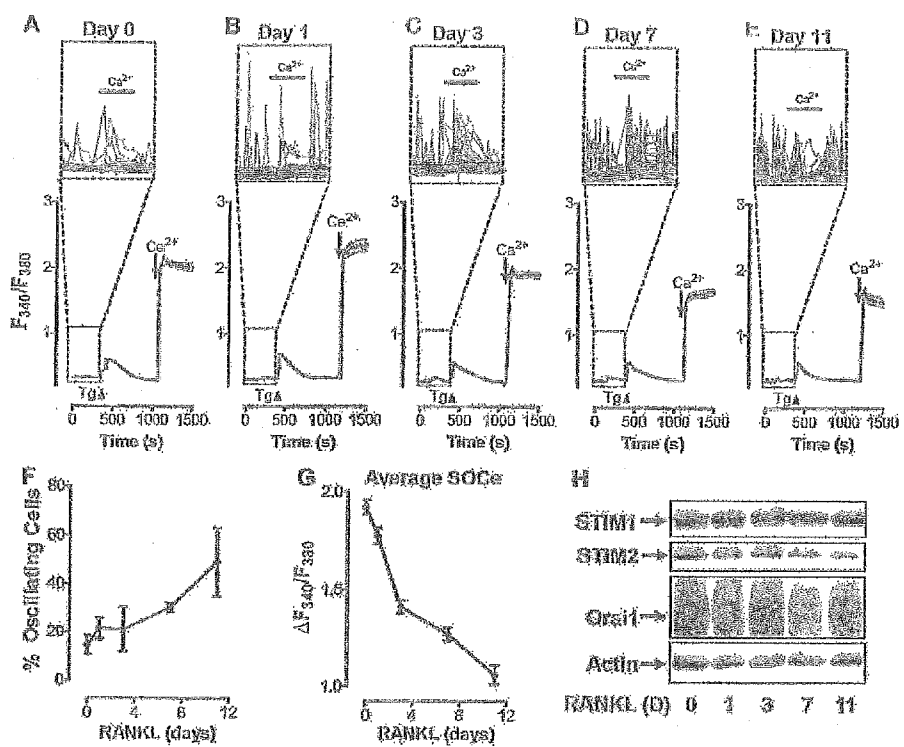 A B C D E
Day 0 Day 1 Day 3 Day 7 Day 11
Ca2+ Ca2+ Ca2+ Ca2+ Ca2+
3 3 3 3 3
Ca2+ Ca2+ Ca2+ Ca2+ Ca2+
2 2 2 2 2
F340/F380
1 1 1 1 1
Tg Tg Tg Tg Tg
0 500 1000 1500 0 500 1000 1500 0 500 1000 1500 0 500 1000 1500 0 500 1000 1500
Time (s) Time (s) Time (s) Time (s) Time (s)
F
80
60
40
20
0
% Oscillating Cells
0 4 8 12
RANKL (days)
G Average SOCe
2.0
1.5
1.0
ΔF340/F380
0 4 8 12
RANKL (days)
H
STIM1
STIM2
Orai1
Actin
RANKL (D) 0 1 3 7 11